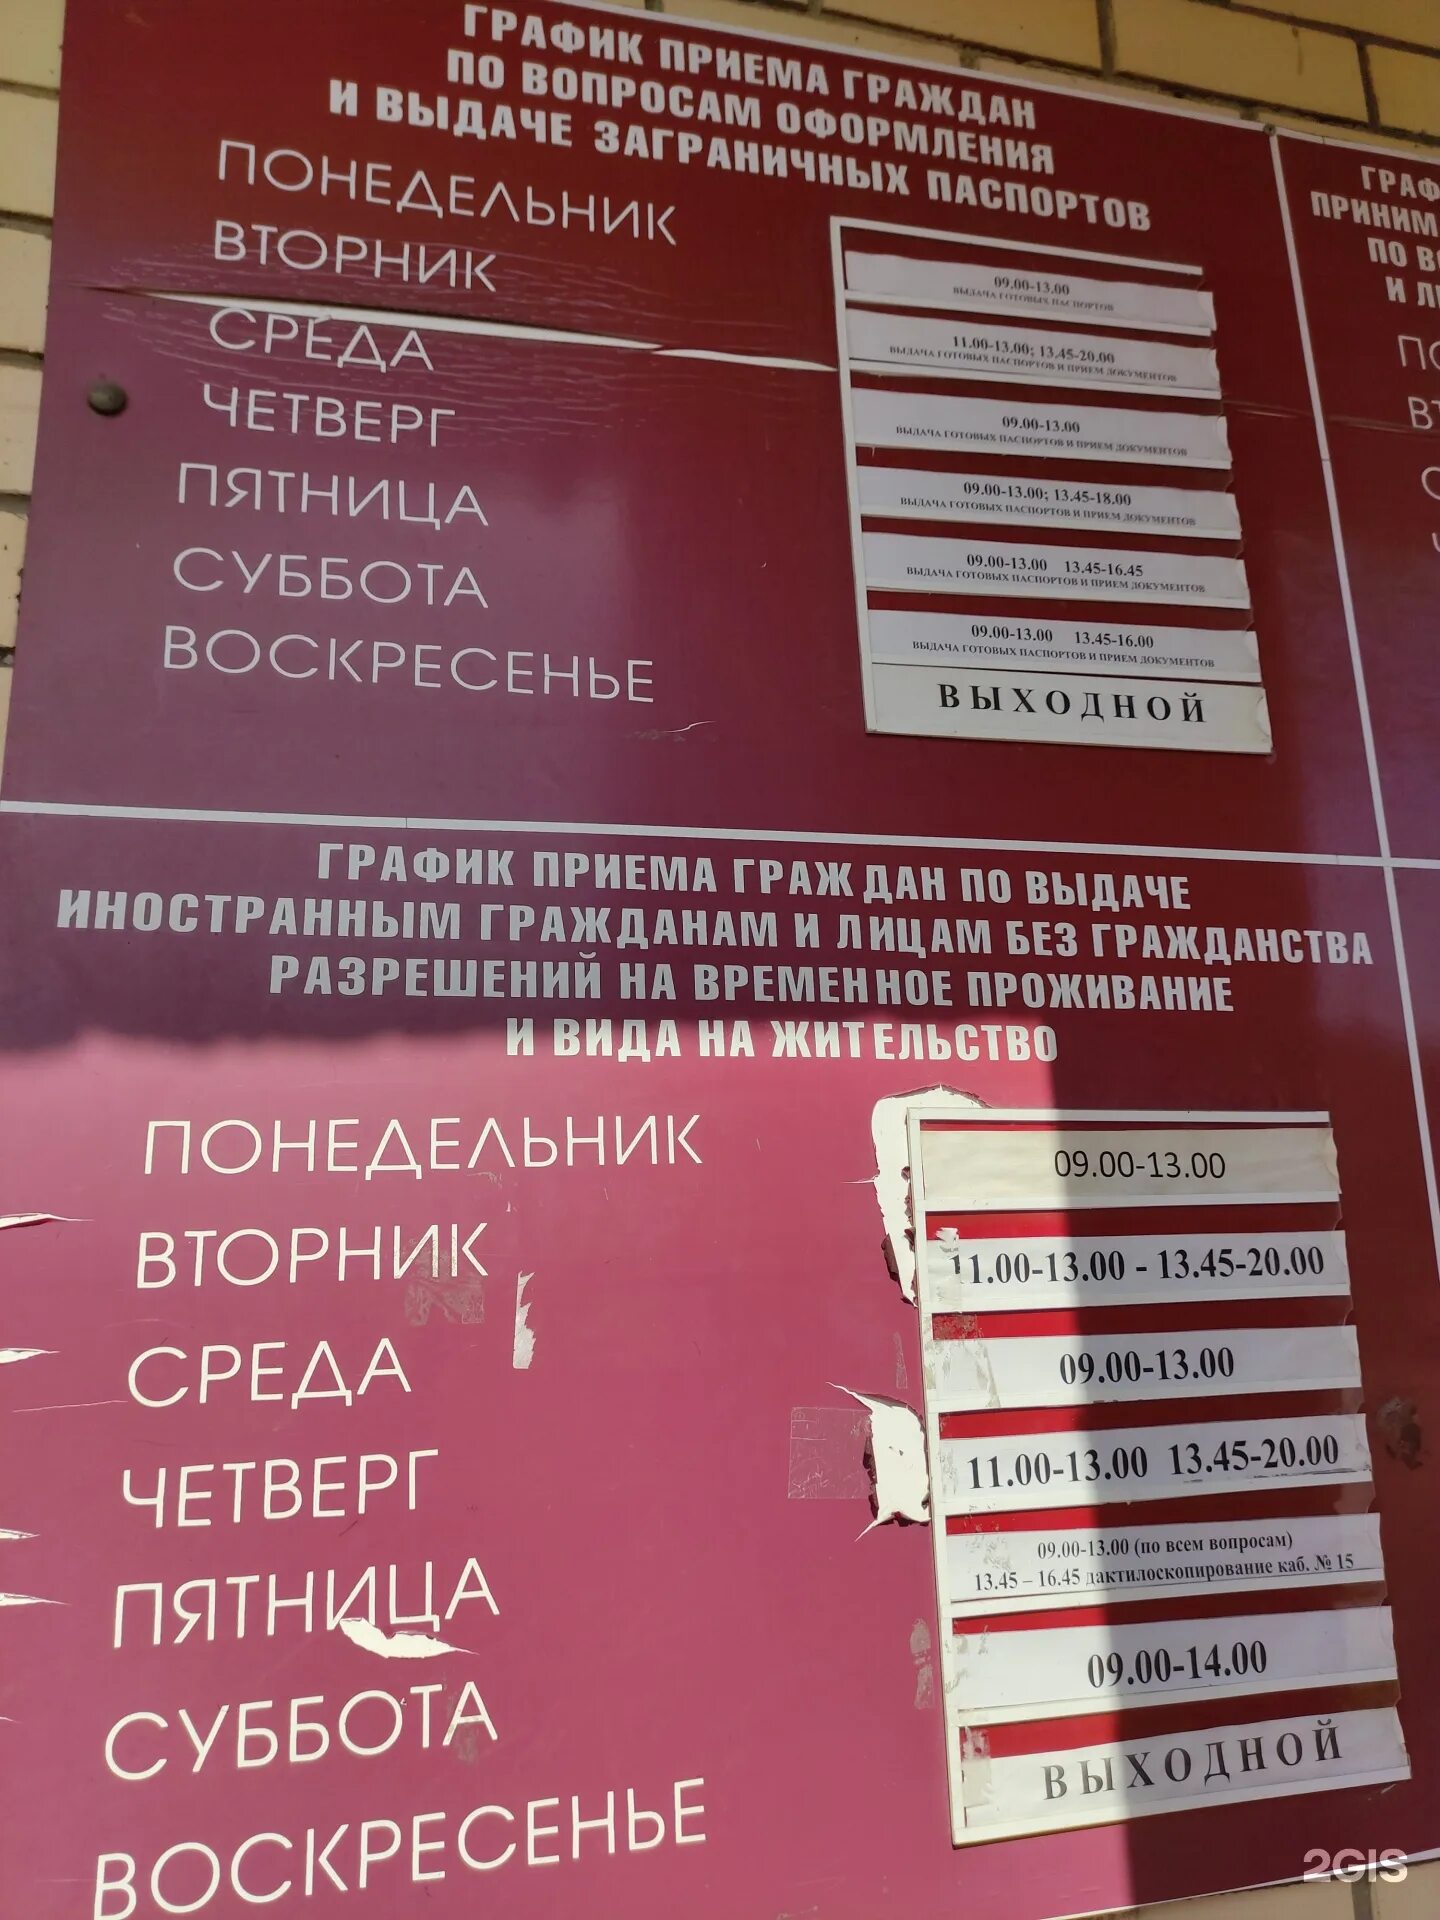 ГРАФИК ПРИЕМА ГРАЖДАН
ПО ВОПРОСАМ ОФОРМЛЕНИЯ
И ВЫДАЧЕ ЗАГРАНИЧНЫХ ПАСПОРТОВ
ПОНЕДЕЛЬНИК
09.00-13.00
ВЫДАЧА ГОТОВЫХ ПАСПОРТОВ
ВТОРНИК
11.00-13.00; 13.45-20.00
ВЫДАЧА ГОТОВЫХ ПАСПОРТОВ И ПРИЕМ ДОКУМЕНТОВ
СРЕДА
09.00-13.00
ВЫДАЧА ГОТОВЫХ ПАСПОРТОВ И ПРИЕМ ДОКУМЕНТОВ
ЧЕТВЕРГ
09.00-13.00; 13.45-18.00
ВЫДАЧА ГОТОВЫХ ПАСПОРТОВ И ПРИЕМ ДОКУМЕНТОВ
ПЯТНИЦА
09.00-13.00 13.45-16.45
ВЫДАЧА ГОТОВЫХ ПАСПОРТОВ И ПРИЕМ ДОКУМЕНТОВ
СУББОТА
09.00-13.00 13.45-16.00
ВЫДАЧА ГОТОВЫХ ПАСПОРТОВ И ПРИЕМ ДОКУМЕНТОВ
ВОСКРЕСЕНЬЕ
ВЫХОДНОЙ
ГРАФИК ПРИЕМА ГРАЖДАН ПО ВЫДАЧЕ
ИНОСТРАННЫМ ГРАЖДАНАМ И ЛИЦАМ БЕЗ ГРАЖДАНСТВА
РАЗРЕШЕНИЙ НА ВРЕМЕННОЕ ПРОЖИВАНИЕ
И ВИДА НА ЖИТЕЛЬСТВО
ПОНЕДЕЛЬНИК
09.00-13.00
ВТОРНИК
11.00-13.00 - 13.45-20.00
СРЕДА
09.00-13.00
ЧЕТВЕРГ
11.00-13.00 13.45-20.00
ПЯТНИЦА
09.00-13.00 (по всем вопросам)
13.45 – 16.45 дактилоскопирование каб. № 15
СУББОТА
09.00-14.00
ВОСКРЕСЕНЬЕ
ВЫХОДНОЙ
ГРАФ
ПРИНИМ
ПО В
И Л
ПО
ВТ
С
2GIS